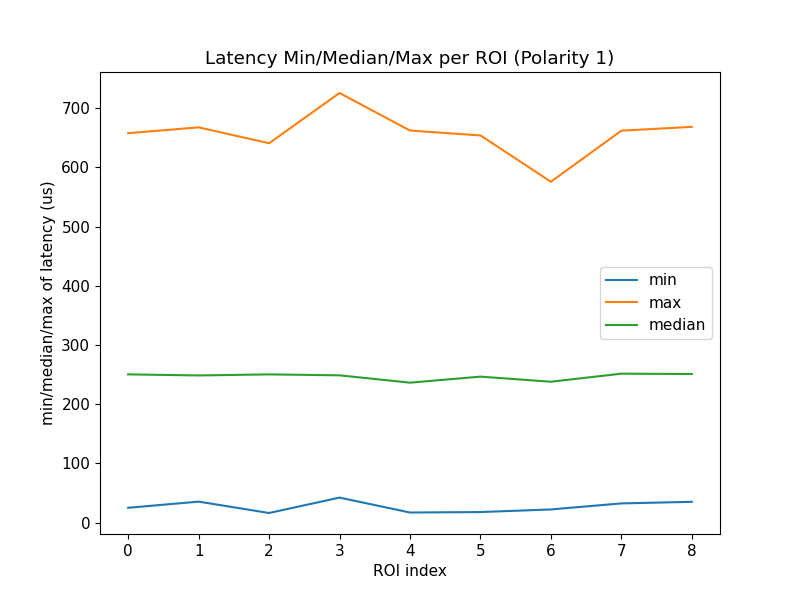 Latency Min/Median/Max per ROI (Polarity 1)
min/median/max of latency (us)
700
600
500
400
300
200
100
0
min
max
median
0 1 2 3 4 5 6 7 8
ROI index